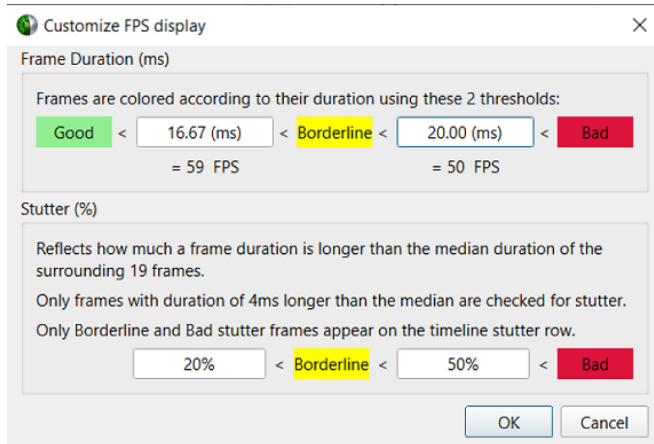 Customize FPS display
Frame Duration (ms)
Frames are colored according to their duration using these 2 thresholds:
Good < 16.67 (ms) < Borderline < 20.00 (ms) < Bad
= 59 FPS = 50 FPS
Stutter (%)
Reflects how much a frame duration is longer than the median duration of the
surrounding 19 frames.
Only frames with duration of 4ms longer than the median are checked for stutter.
Only Borderline and Bad stutter frames appear on the timeline stutter row.
20% < Borderline < 50% < Bad
OK Cancel